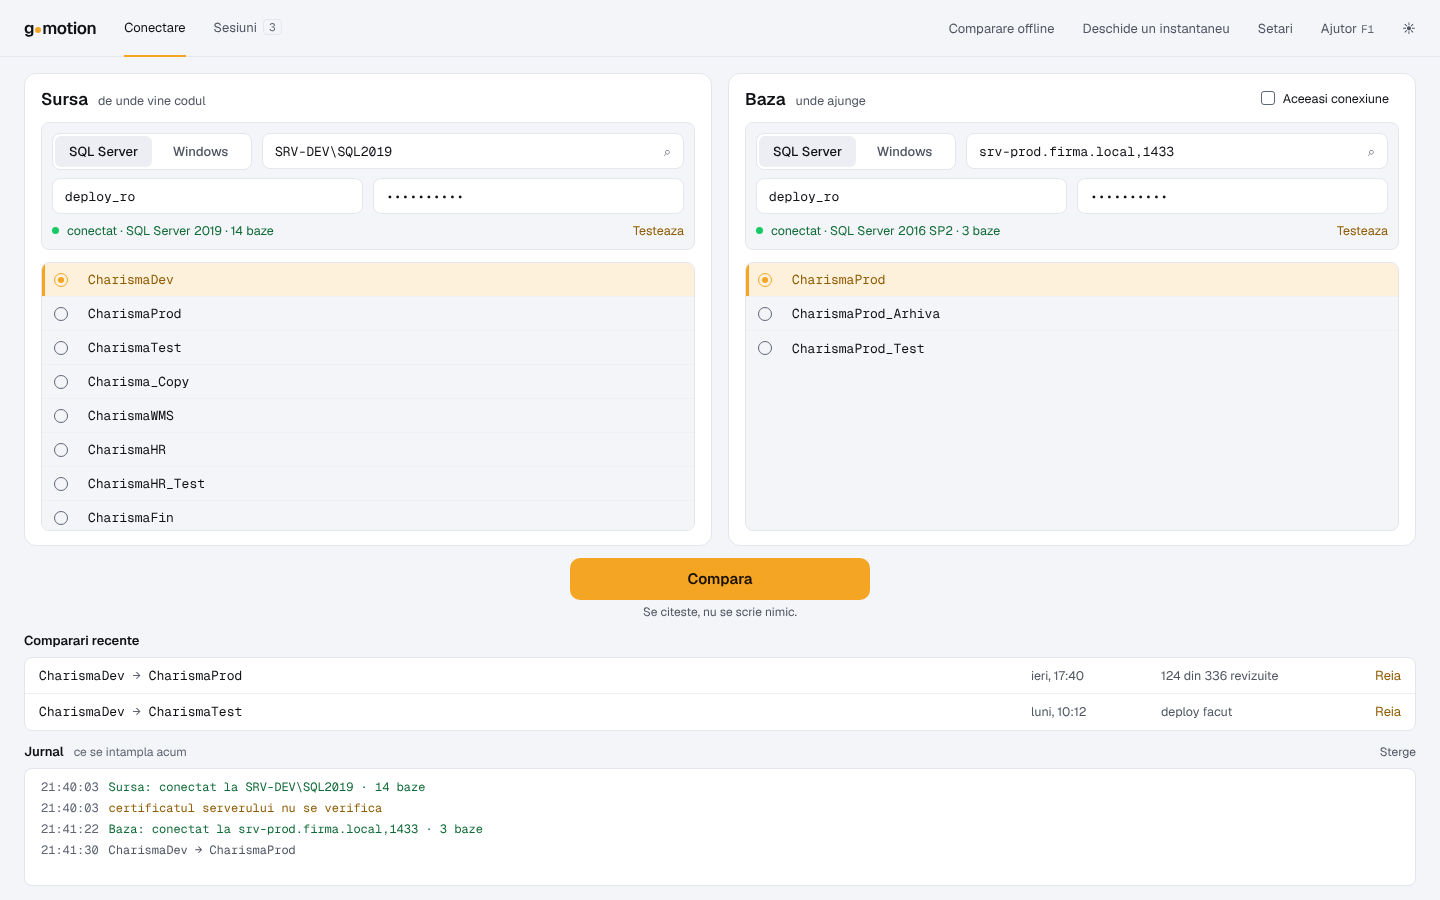 g•motion Conectare Sesiuni 3 Comparare offline Deschide un instantaneu Setari Ajutor F1
Sursa de unde vine codul
SQL Server Windows SRV-DEV\SQL2019
deploy_ro ••••••••••
connectat · SQL Server 2019 · 14 baze Testeaza
CharismaDev
CharismaProd
CharismaTest
Charisma_Copy
CharismaWMS
CharismaHR
CharismaHR_Test
CharismaFin
Baza unde ajunge Aceeasi conexiune
SQL Server Windows srv-prod.firma.local,1433
deploy_ro ••••••••••
conectat · SQL Server 2016 SP2 · 3 baze Testeaza
CharismaProd
CharismaProd_Arhiva
CharismaProd_Test
Compara
Se citeste, nu se scrie nimic.
Comparari recente
CharismaDev → CharismaProd ieri, 17:40 124 din 336 revizuite Reia
CharismaDev → CharismaTest luni, 10:12 deploy facut Reia
Jurnal ce se intampla acum Sterge
21:40:03 Sursa: conectat la SRV-DEV\SQL2019 · 14 baze
21:40:03 certificatul serverului nu se verifica
21:41:22 Baza: conectat la srv-prod.firma.local,1433 · 3 baze
21:41:30 CharismaDev → CharismaProd